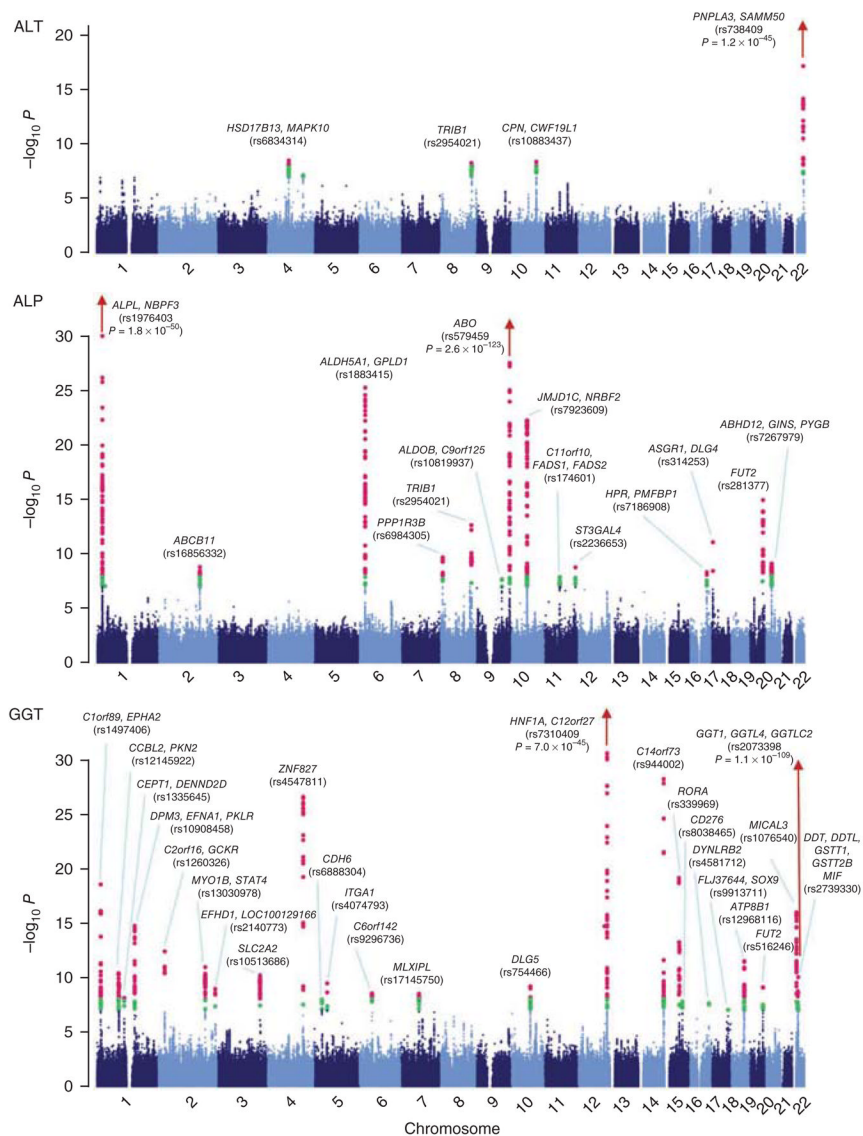 ALT
PNPLA3, SAMM50
(rs738409
P = 1.2 × 10⁻⁴⁵)
HSD17B13, MAPK10
(rs6834314)
TRIB1
(rs2954021)
CPN, CWF19L1
(rs10883437)
20
15
10
5
0
–log₁₀ P
1 2 3 4 5 6 7 8 9 10 11 12 13 14 15 16 17 18 19 20 21 22
ALP
ALPL, NBPF3
(rs1976403
P = 1.8 × 10⁻⁵⁰)
ABO
(rs579459
P = 2.6 × 10⁻¹²³)
ALDH5A1, GPLD1
(rs1883415)
JMJD1C, NRBF2
(rs7923609)
ALDOB, C9orf125
(rs10819937)
C11orf10,
FADS1, FADS2
(rs174601)
ASGR1, DLG4
(rs314253)
ABHD12, GINS, PYGB
(rs7267979)
FUT2
(rs281377)
TRIB1
(rs2954021)
HPR, PMFBP1
(rs7186908)
PPP1R3B
(rs6984305)
ABCB11
(rs16856332)
ST3GAL4
(rs2236653)
30
25
20
15
10
5
0
–log₁₀ P
1 2 3 4 5 6 7 8 9 10 11 12 13 14 15 16 17 18 19 20 21 22
GGT
C1orf89, EPHA2
(rs1497406)
CCBL2, PKN2
(rs12145922)
CEPT1, DENND2D
(rs1335645)
DPM3, EFNA1, PKLR
(rs10908458)
C2orf16, GCKR
(rs1260326)
MYO1B, STAT4
(rs13030978)
EFHD1, LOC100129166
(rs2140773)
SLC2A2
(rs10513686)
ZNF827
(rs4547811)
CDH6
(rs6888304)
ITGA1
(rs4074793)
C6orf142
(rs9296736)
MLXIPL
(rs17145750)
DLG5
(rs754466)
HNF1A, C12orf27
(rs7310409
P = 7.0 × 10⁻⁴⁵)
C14orf73
(rs944002)
GGT1, GGTL4, GGTLC2
(rs2073398
P = 1.1 × 10⁻¹⁰⁹)
RORA
(rs339969)
CD276
(rs8038465)
DYNLRB2
(rs4581712)
FLJ37644, SOX9
(rs9913711)
ATP8B1
(rs12968116)
FUT2
(rs516246)
MICAL3
(rs1076540)
DDT, DDTL,
GSTT1,
GSTT2B
MIF
(rs2739330)
30
25
20
15
10
5
0
–log₁₀ P
1 2 3 4 5 6 7 8 9 10 11 12 13 14 15 16 17 18 19 20 21 22
Chromosome